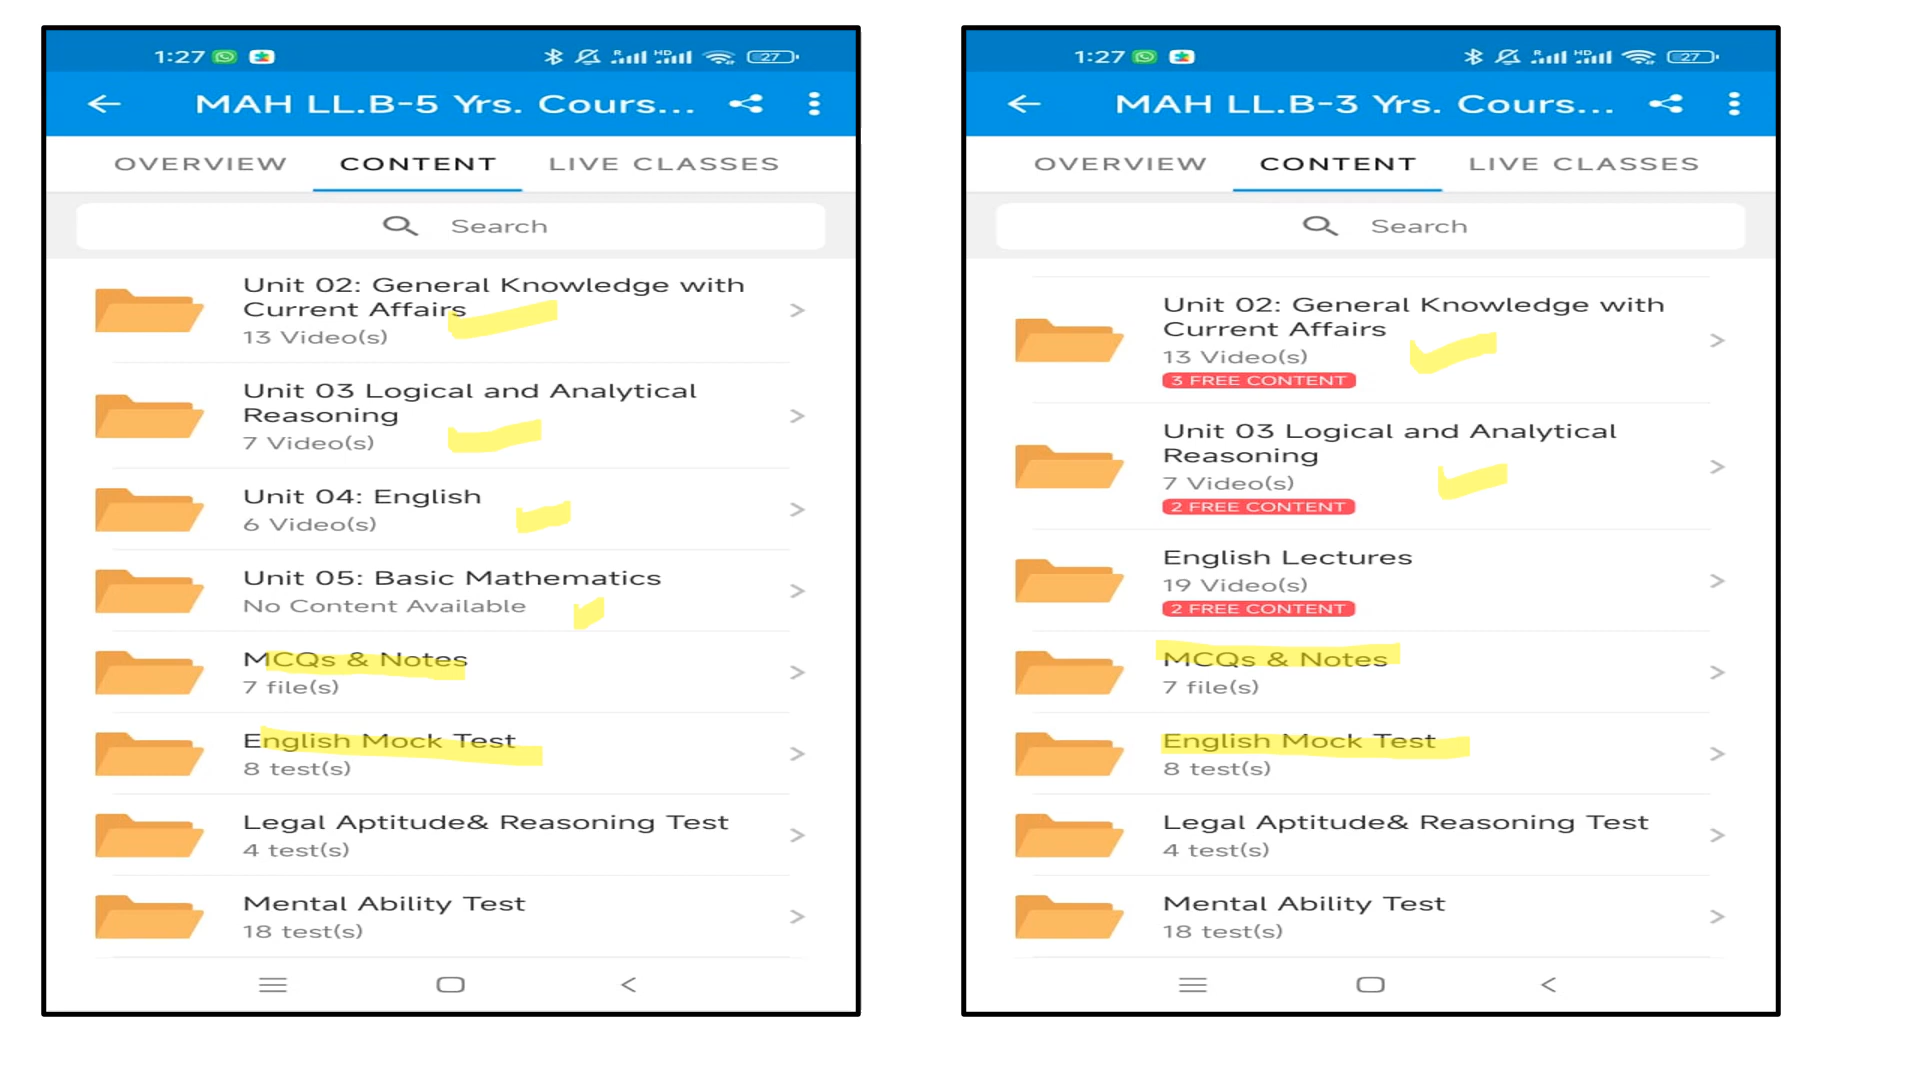 1:27
27
MAH LL.B-5 Yrs. Cours...
OVERVIEW CONTENT LIVE CLASSES
Search
Unit 02: General Knowledge with
Current Affairs
13 Video(s)
Unit 03 Logical and Analytical
Reasoning
7 Video(s)
Unit 04: English
6 Video(s)
Unit 05: Basic Mathematics
No Content Available
MCQs & Notes
7 file(s)
English Mock Test
8 test(s)
Legal Aptitude& Reasoning Test
4 test(s)
Mental Ability Test
18 test(s)
1:27
27
MAH LL.B-3 Yrs. Cours...
OVERVIEW CONTENT LIVE CLASSES
Search
Unit 02: General Knowledge with
Current Affairs
13 Video(s)
3 FREE CONTENT
Unit 03 Logical and Analytical
Reasoning
7 Video(s)
2 FREE CONTENT
English Lectures
19 Video(s)
2 FREE CONTENT
MCQs & Notes
7 file(s)
English Mock Test
8 test(s)
Legal Aptitude& Reasoning Test
4 test(s)
Mental Ability Test
18 test(s)